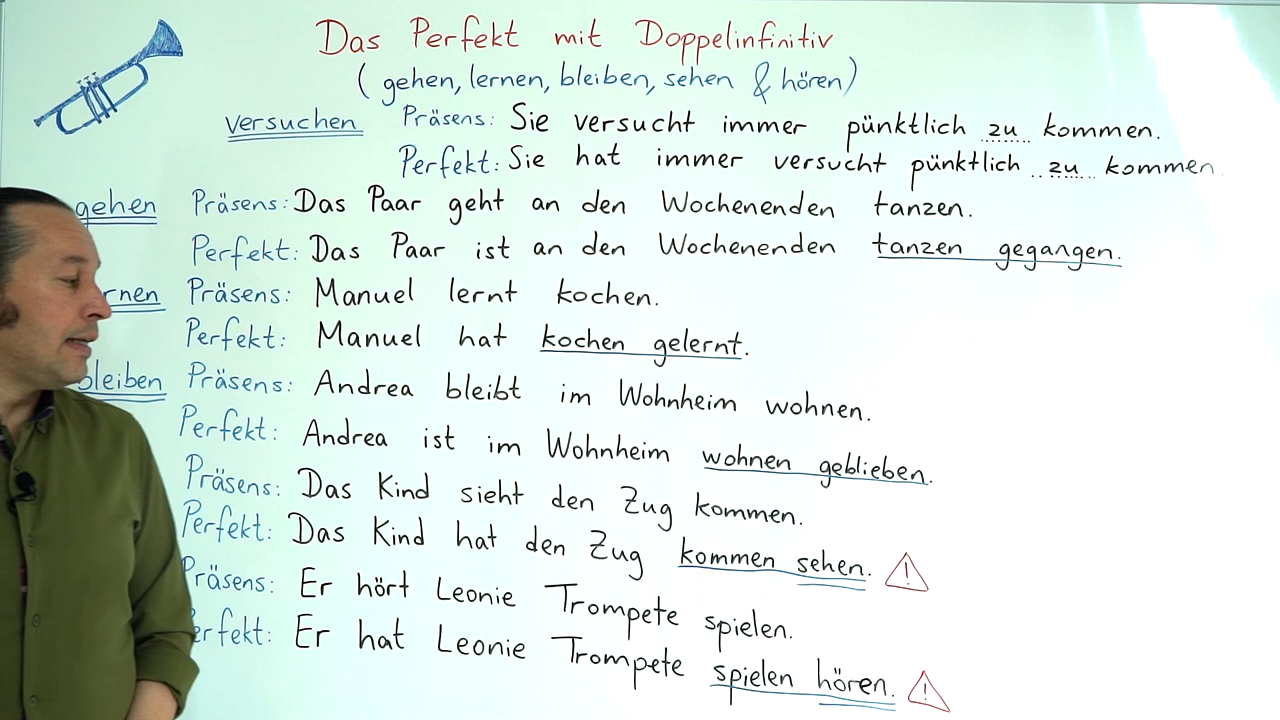 Das Perfekt mit Doppelinfinitiv
(gehen, lernen, bleiben, sehen & hören)
versuchen Präsens: Sie versucht immer pünktlich zu kommen.
Perfekt: Sie hat immer versucht pünktlich zu kommen
gehen Präsens: Das Paar geht an den Wochenenden tanzen.
Perfekt: Das Paar ist an den Wochenenden tanzen gegangen.
rnen Präsens: Manuel lernt kochen.
Perfekt: Manuel hat kochen gelernt.
bleiben Präsens: Andrea bleibt im Wohnheim wohnen.
Perfekt: Andrea ist im Wohnheim wohnen geblieben.
Präsens: Das Kind sieht den Zug kommen.
Perfekt: Das Kind hat den Zug kommen sehen. !
Präsens: Er hört Leonie Trompete spielen.
erfekt: Er hat Leonie Trompete spielen hören. !